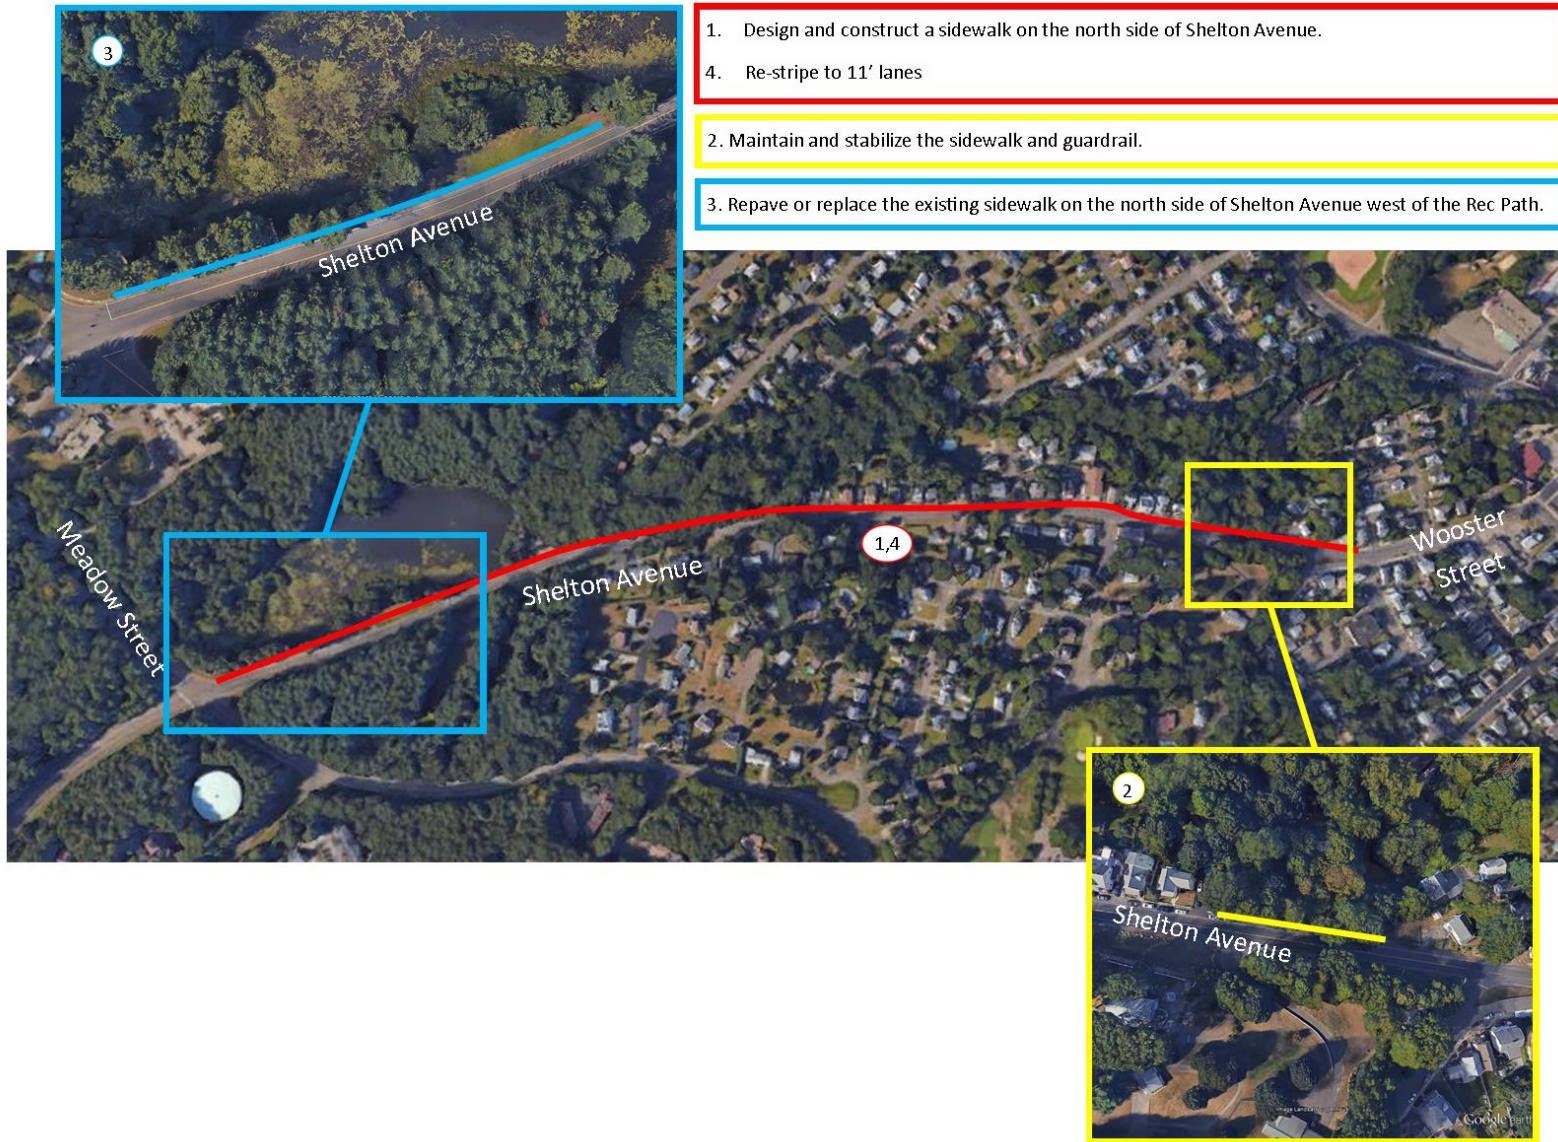 3
1. Design and construct a sidewalk on the north side of Shelton Avenue.
4. Re-stripe to 11’ lanes
2. Maintain and stabilize the sidewalk and guardrail.
3. Repave or replace the existing sidewalk on the north side of Shelton Avenue west of the Rec Path.
Shelton Avenue
Meadow Street
Shelton Avenue
1,4
Wooster
Street
2
Shelton Avenue
Google earth